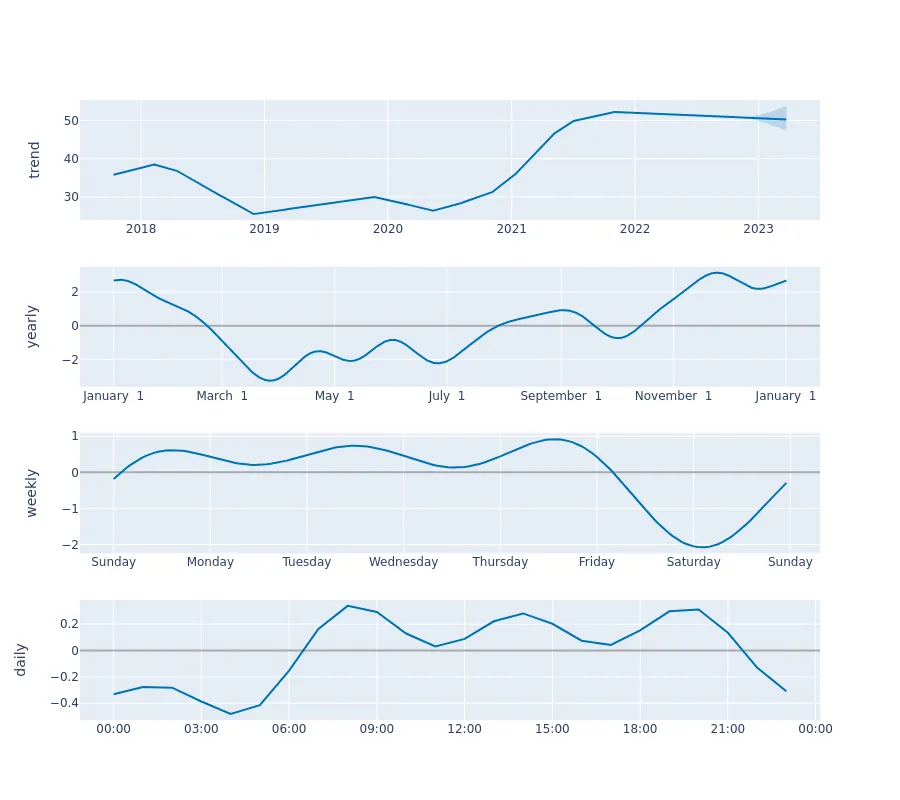 trend
50
40
30
2018 2019 2020 2021 2022 2023
yearly
2
0
−2
January 1 March 1 May 1 July 1 September 1 November 1 January 1
weekly
1
0
−1
−2
Sunday Monday Tuesday Wednesday Thursday Friday Saturday Sunday
daily
0.2
0
−0.2
−0.4
00:00 03:00 06:00 09:00 12:00 15:00 18:00 21:00 00:00